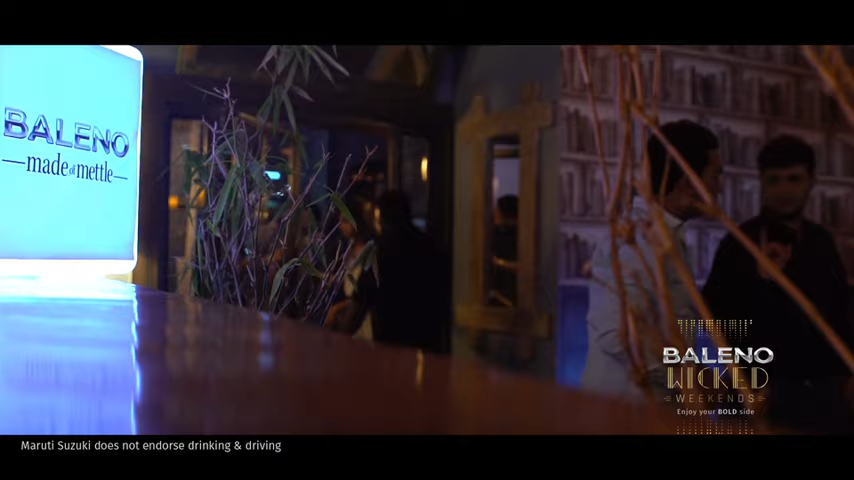 BALENO
made of mettle
BALENO
WICKED
WEEKENDS
Enjoy your BOLD side
Maruti Suzuki does not endorse drinking & driving